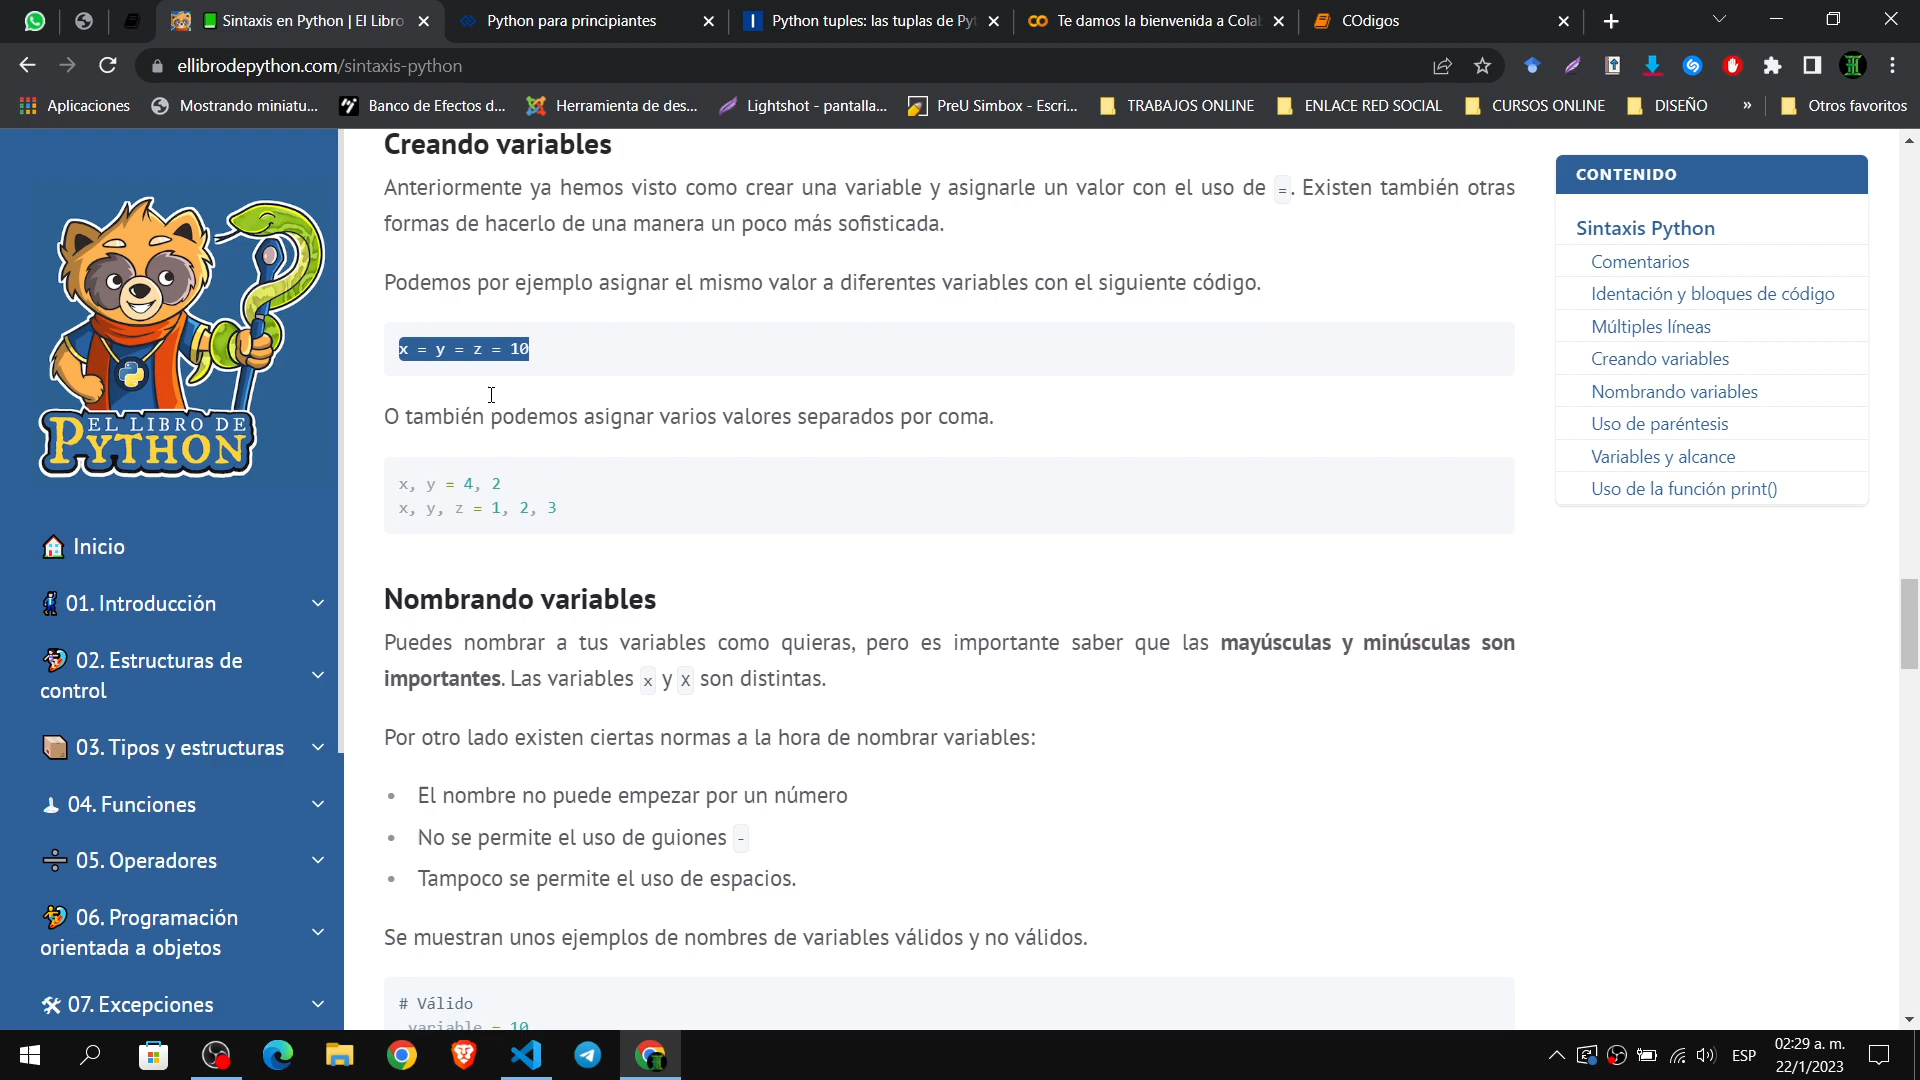 Sintaxis en Python | El Libro
Python para principiantes
Python tuples: las tuplas de Py
Te damos la bienvenida a Cola
COdigos
ellibrodepython.com/sintaxis-python
Aplicaciones
Mostrando miniatu...
Banco de Efectos d...
Herramienta de des...
Lightshot - pantalla...
PreU Simbox - Escri...
TRABAJOS ONLINE
ENLACE RED SOCIAL
CURSOS ONLINE
DISEÑO
»
Otros favoritos
EL LIBRO DE
PYTHON
Inicio
01. Introducción
02. Estructuras de
control
03. Tipos y estructuras
04. Funciones
05. Operadores
06. Programación
orientada a objetos
07. Excepciones
Creando variables
Anteriormente ya hemos visto como crear una variable y asignarle un valor con el uso de =. Existen también otras
formas de hacerlo de una manera un poco más sofisticada.
Podemos por ejemplo asignar el mismo valor a diferentes variables con el siguiente código.
x = y = z = 10
O también podemos asignar varios valores separados por coma.
x, y = 4, 2
x, y, z = 1, 2, 3
Nombrando variables
Puedes nombrar a tus variables como quieras, pero es importante saber que las mayúsculas y minúsculas son
importantes. Las variables x y X son distintas.
Por otro lado existen ciertas normas a la hora de nombrar variables:
• El nombre no puede empezar por un número
• No se permite el uso de guiones -
• Tampoco se permite el uso de espacios.
Se muestran unos ejemplos de nombres de variables válidos y no válidos.
# Válido
_variable = 10
CONTENIDO
Sintaxis Python
Comentarios
Identación y bloques de código
Múltiples líneas
Creando variables
Nombrando variables
Uso de paréntesis
Variables y alcance
Uso de la función print()
ESP
02:29 a. m.
22/1/2023